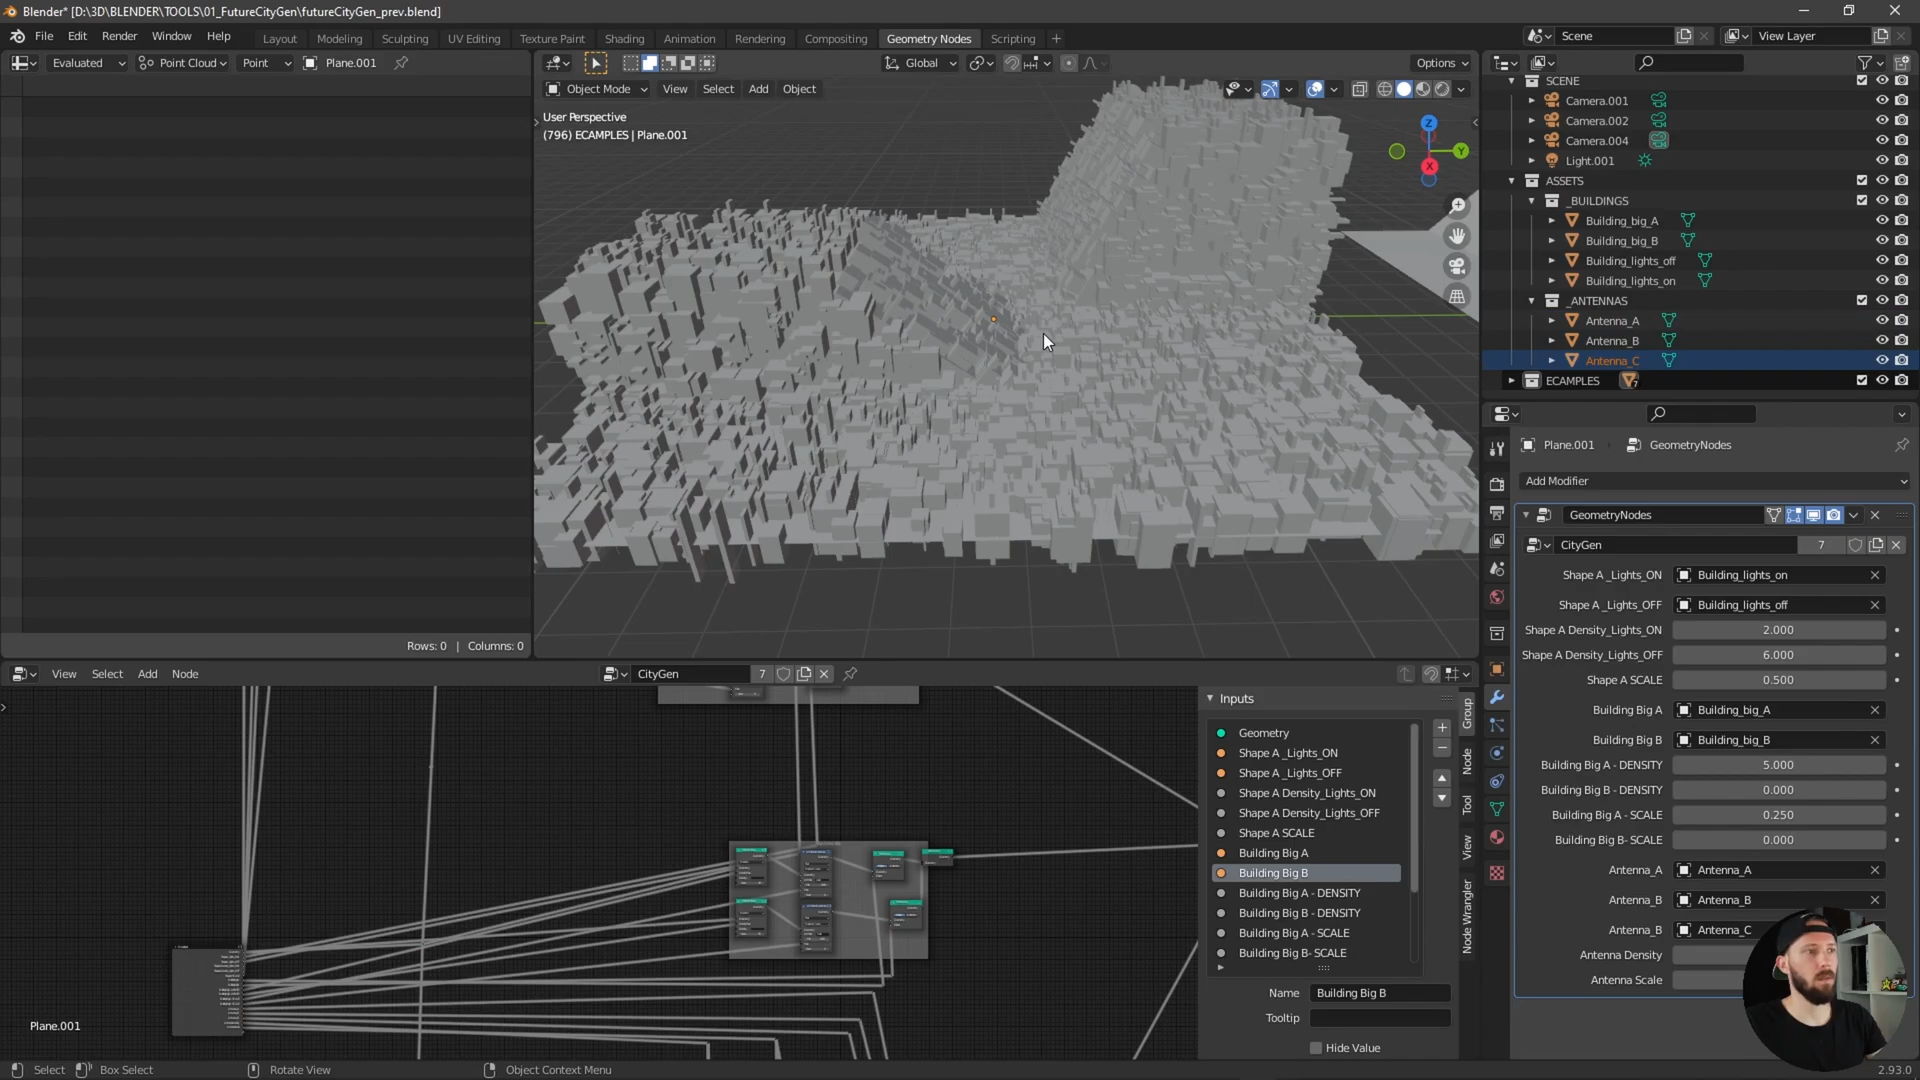 Blender* [D:\3D\BLENDER\TOOLS\01_FutureCityGen\futureCityGen_prev.blend]
File Edit Render Window Help
Layout Modeling Sculpting UV Editing Texture Paint Shading Animation Rendering Compositing Geometry Nodes Scripting +
Scene
View Layer
Evaluated Point Cloud Point Plane.001
Global
Options
Object Mode View Select Add Object
User Perspective
(796) ECAMPLES | Plane.001
Z
Y
X
SCENE
Camera.001
Camera.002
Camera.004
Light.001
ASSETS
_BUILDINGS
Building_big_A
Building_big_B
Building_lights_off
Building_lights_on
_ANTENNAS
Antenna_A
Antenna_B
Antenna_C
ECAMPLES 7
Plane.001 GeometryNodes
Add Modifier
GeometryNodes
CityGen 7
Shape A _Lights_ON Building_lights_on
Shape A _Lights_OFF Building_lights_off
Shape A Density_Lights_ON 2.000
Shape A Density_Lights_OFF 6.000
Shape A SCALE 0.500
Building Big A Building_big_A
Building Big B Building_big_B
Building Big A - DENSITY 5.000
Building Big B - DENSITY 0.000
Building Big A - SCALE 0.250
Building Big B- SCALE 0.000
Antenna_A Antenna_A
Antenna_B Antenna_B
Antenna_B Antenna_C
Antenna Density
Antenna Scale
Rows: 0 | Columns: 0
View Select Add Node
CityGen 7
Inputs
Geometry
Shape A _Lights_ON
Shape A _Lights_OFF
Shape A Density_Lights_ON
Shape A Density_Lights_OFF
Shape A SCALE
Building Big A
Building Big B
Building Big A - DENSITY
Building Big B - DENSITY
Building Big A - SCALE
Building Big B- SCALE
Name Building Big B
Tooltip
Hide Value
Group
Node
Tool
View
Node Wrangler
Plane.001
Select Box Select Rotate View Object Context Menu
2.93.0